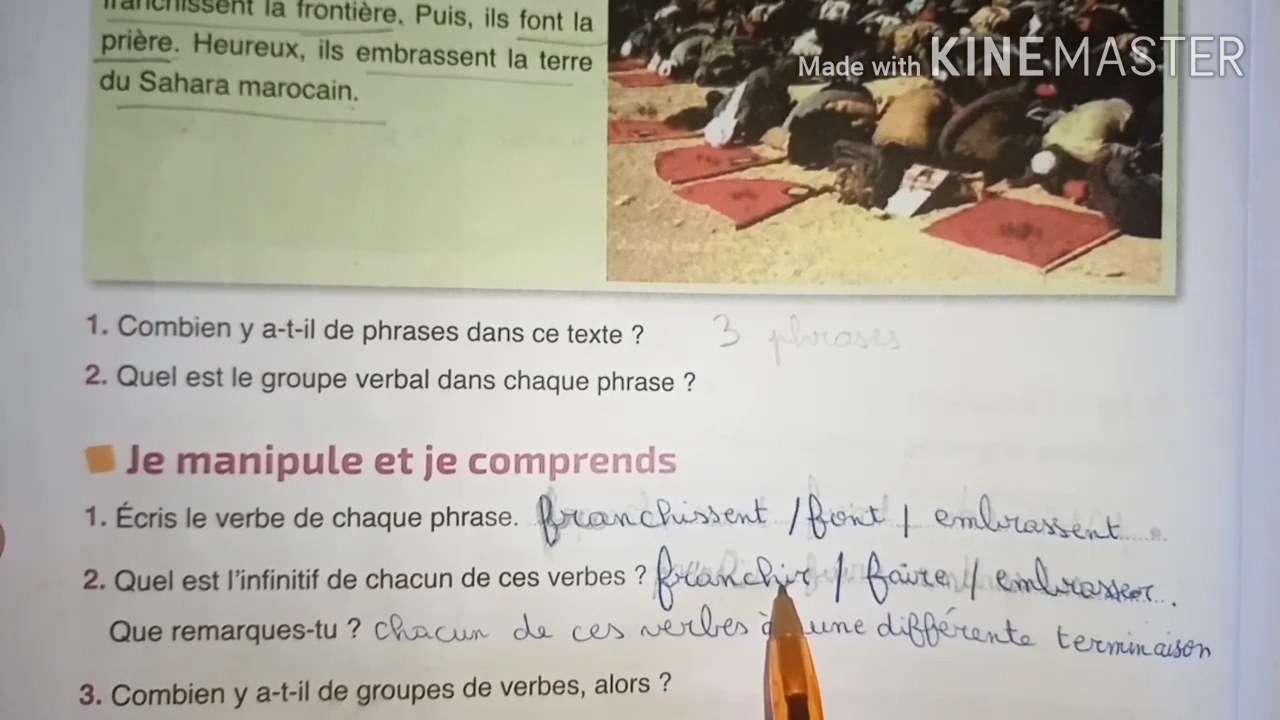 franchissent la frontière. Puis, ils font la
prière. Heureux, ils embrassent la terre
du Sahara marocain.
Made with KINEMASTER
1. Combien y a-t-il de phrases dans ce texte ? 3 phrases
2. Quel est le groupe verbal dans chaque phrase ?
Je manipule et je comprends
1. Écris le verbe de chaque phrase. franchissent / font / embrassent
2. Quel est l'infinitif de chacun de ces verbes ? franchir / faire / embrasser.
Que remarques-tu ? chacun de ces verbes à une différente terminaison
3. Combien y a-t-il de groupes de verbes, alors ?